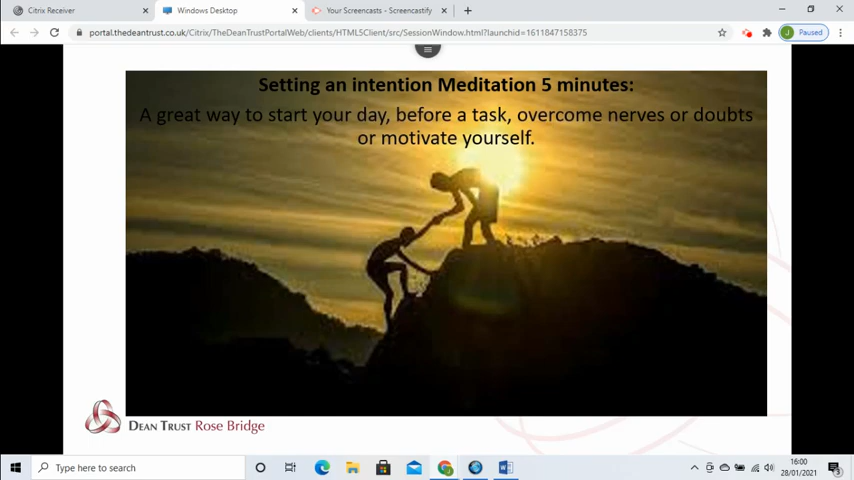 Citrix Receiver
Windows Desktop
Your Screencasts - Screencastify
portal.thedeantrust.co.uk/Citrix/TheDeanTrustPortalWeb/clients/HTML5Client/src/SessionWindow.html?launchid=1611847158375
J Paused
Setting an intention Meditation 5 minutes:
A great way to start your day, before a task, overcome nerves or doubts
or motivate yourself.
DEAN TRUST Rose Bridge
Type here to search
16:00
28/01/2021
3